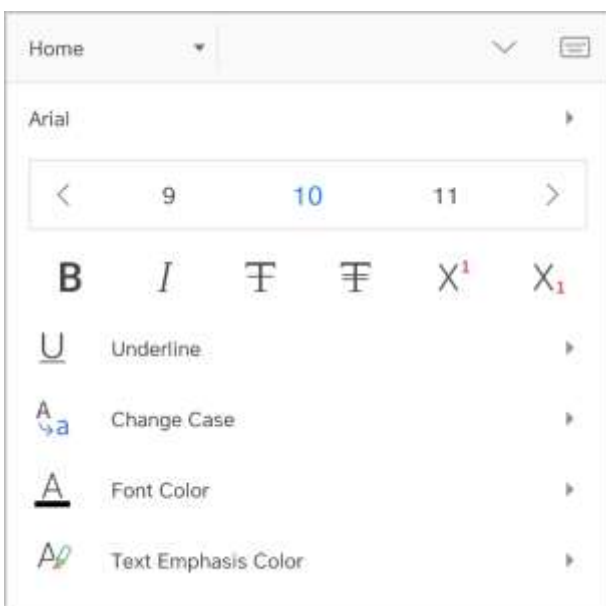 Home
Arial
9 10 11
B I T T X¹ X₁
U Underline
A a Change Case
A Font Color
A Text Emphasis Color